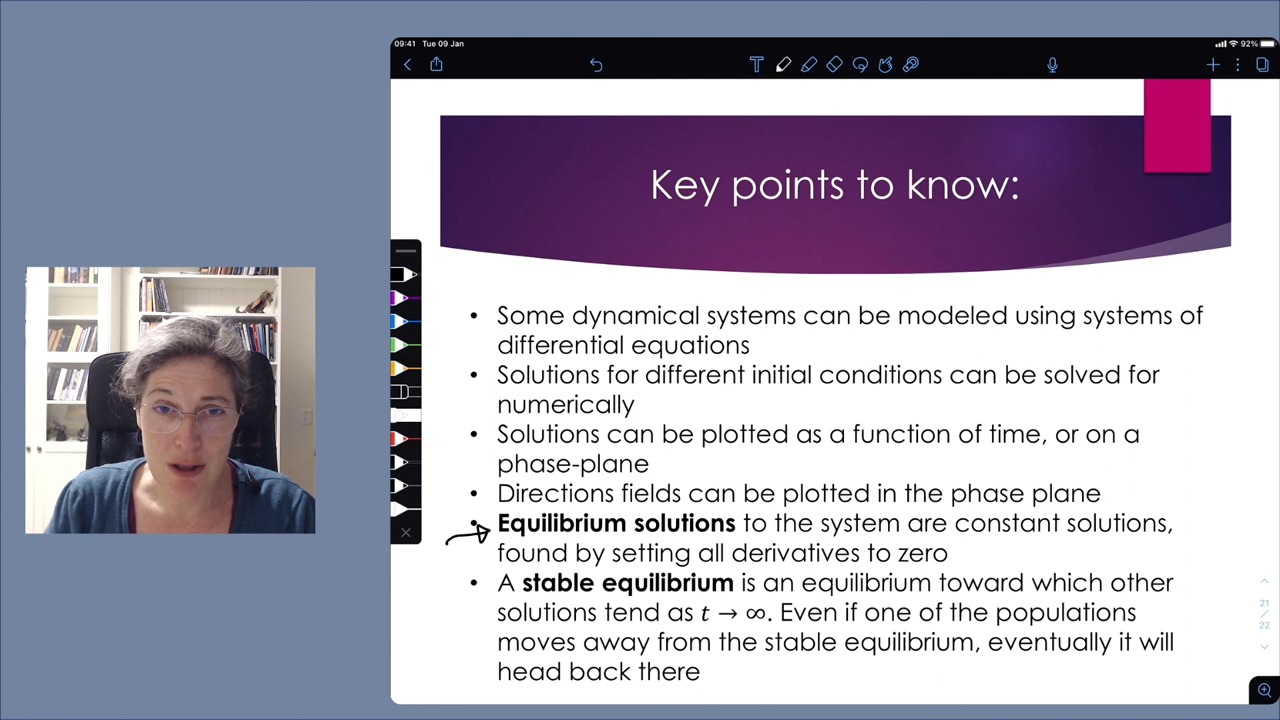 09:41 Tue 09 Jan
92%
Key points to know:
• Some dynamical systems can be modeled using systems of
differential equations
• Solutions for different initial conditions can be solved for
numerically
• Solutions can be plotted as a function of time, or on a
phase-plane
• Directions fields can be plotted in the phase plane
• Equilibrium solutions to the system are constant solutions,
found by setting all derivatives to zero
• A stable equilibrium is an equilibrium toward which other
solutions tend as t → ∞. Even if one of the populations
moves away from the stable equilibrium, eventually it will
head back there
21
/
22